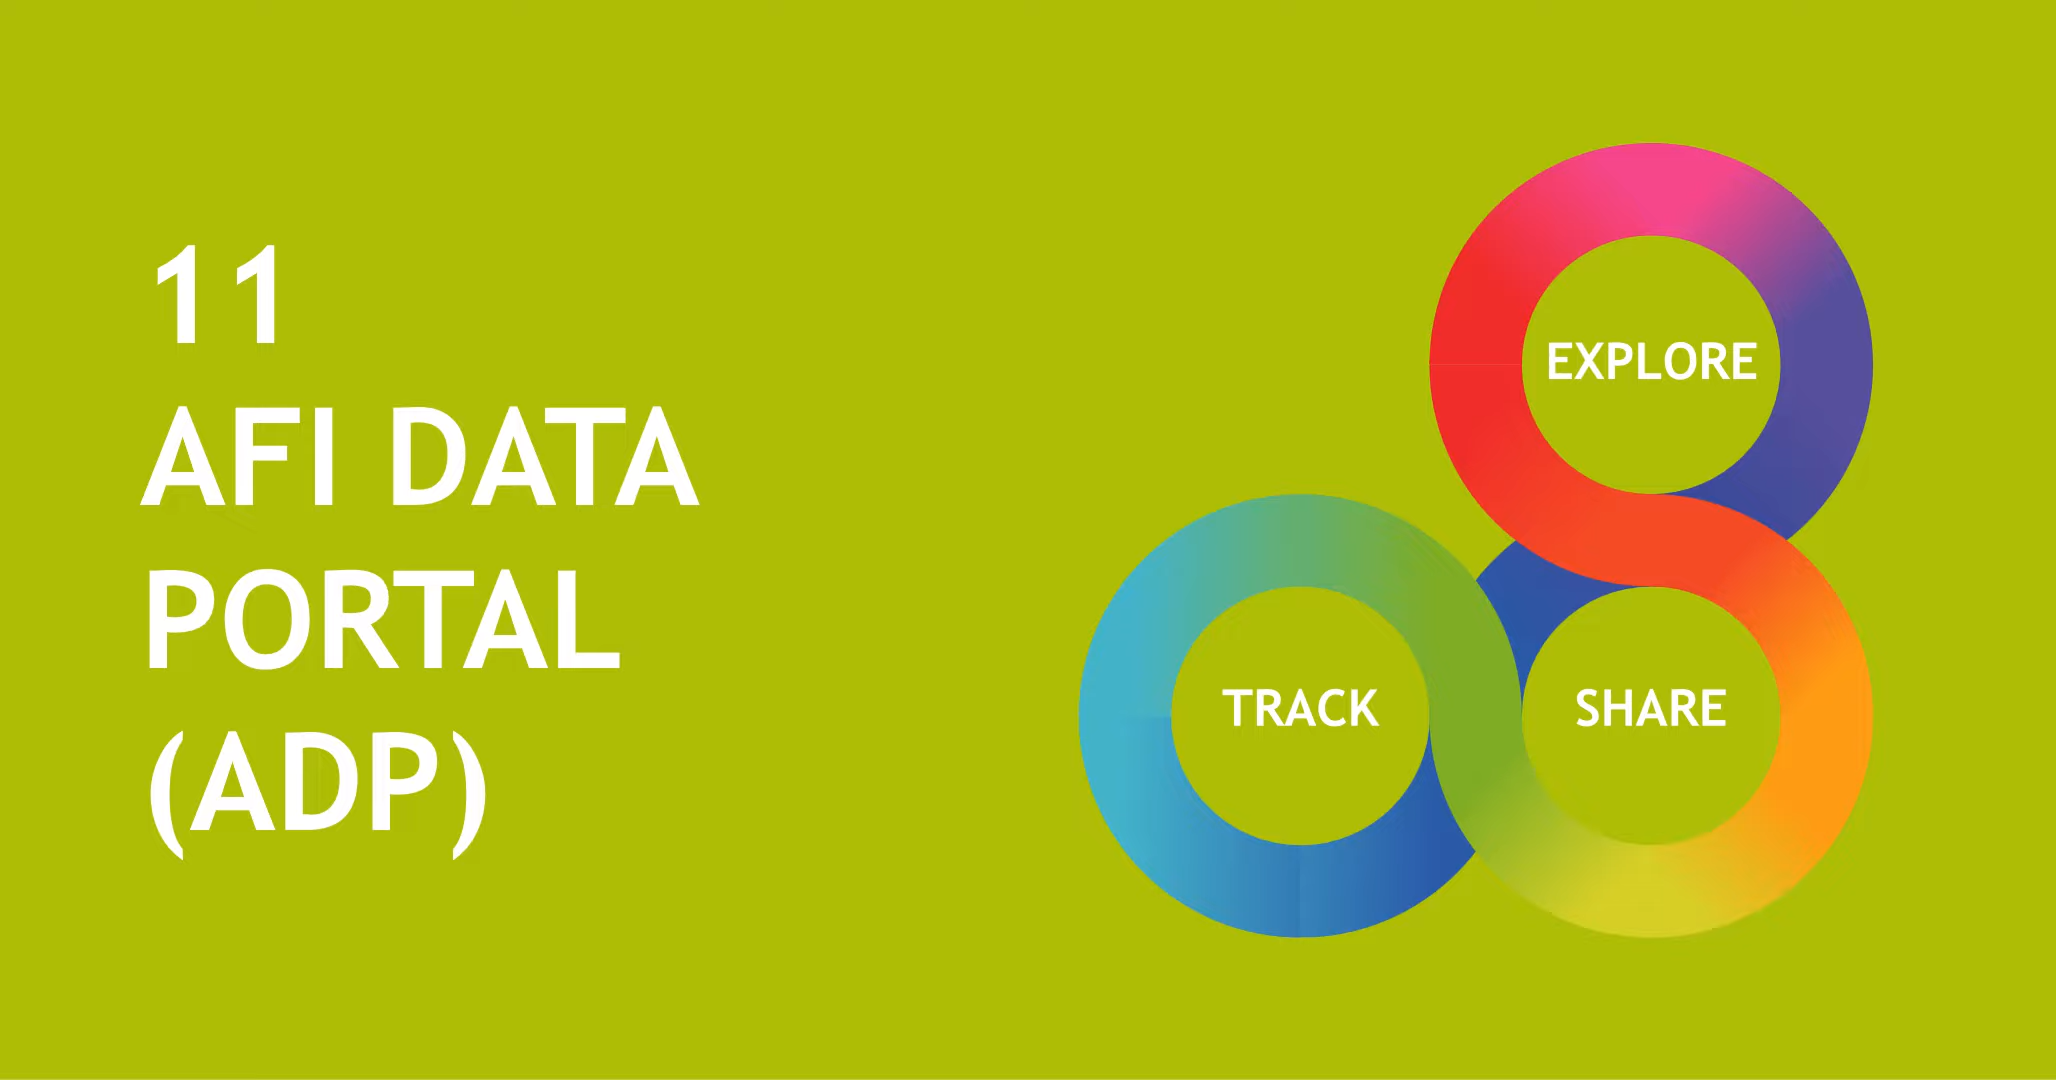 11
AFI DATA
PORTAL
(ADP)
EXPLORE
TRACK
SHARE